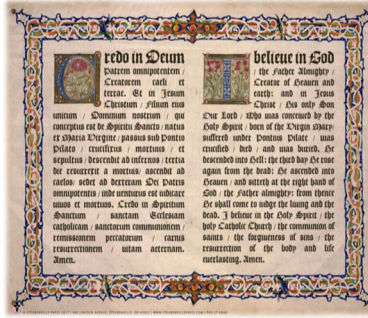 Credo in Deum
Patrem omnipotentem /
Creatorem caeli et
terrae. Et in Jesum
Christum / Filium eius
unicum / Dominum nostrum / qui
conceptus est de Spiritu Sancto / natus
ex Maria Virgine / passus sub Pontio
Pilato / crucifixus / mortuus / et
sepultus / descendit ad infernos / tertia
die resurrexit a mortuis / ascendit ad
caelos / sedet ad dexteram Dei Patris
omnipotentis / inde venturus est iudicare
vivos et mortuos. Credo in Spiritum
Sanctum / sanctam Ecclesiam
catholicam / sanctorum communionem /
remissionem peccatorum / carnis
resurrectionem / vitam aeternam.
Amen.
I believe in God
/ the Father Almighty /
Creator of Heaven and
earth: and in Jesus
Christ / His only Son
Our Lord / Who was conceived by the
Holy Spirit / born of the Virgin Mary /
suffered under Pontius Pilate / was
crucified / died / and was buried. He
descended into Hell: the third day He rose
again from the dead: He ascended into
Heaven / and sitteth at the right hand of
God / the Father almighty: from thence
He shall come to judge the living and the
dead. I believe in the Holy Spirit / the
holy Catholic Church / the communion of
saints / the forgiveness of sins / the
resurrection of the body and life
everlasting. Amen.